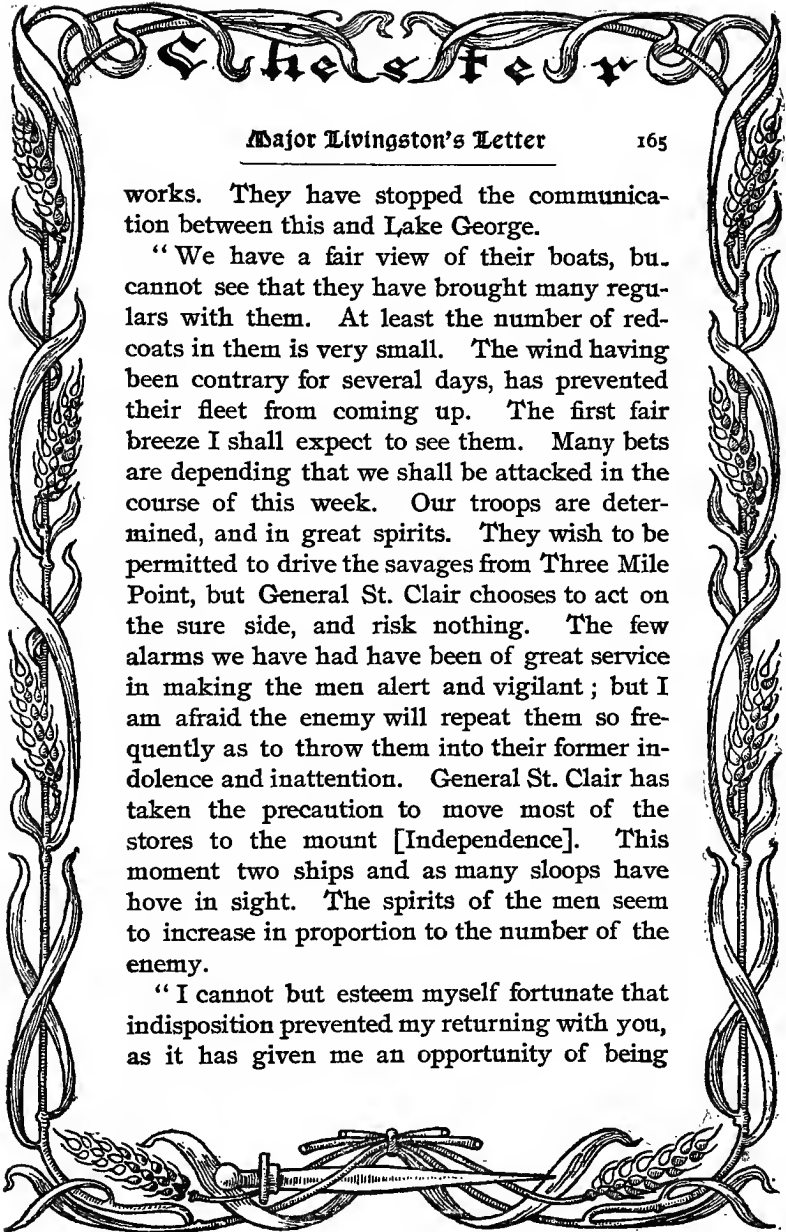 Chester
Major Livingston's Letter 165
works. They have stopped the communica-
tion between this and Lake George.
“ We have a fair view of their boats, bu.
cannot see that they have brought many regu-
lars with them. At least the number of red-
coats in them is very small. The wind having
been contrary for several days, has prevented
their fleet from coming up. The first fair
breeze I shall expect to see them. Many bets
are depending that we shall be attacked in the
course of this week. Our troops are deter-
mined, and in great spirits. They wish to be
permitted to drive the savages from Three Mile
Point, but General St. Clair chooses to act on
the sure side, and risk nothing. The few
alarms we have had have been of great service
in making the men alert and vigilant ; but I
am afraid the enemy will repeat them so fre-
quently as to throw them into their former in-
dolence and inattention. General St. Clair has
taken the precaution to move most of the
stores to the mount [Independence]. This
moment two ships and as many sloops have
hove in sight. The spirits of the men seem
to increase in proportion to the number of the
enemy.
“ I cannot but esteem myself fortunate that
indisposition prevented my returning with you,
as it has given me an opportunity of being